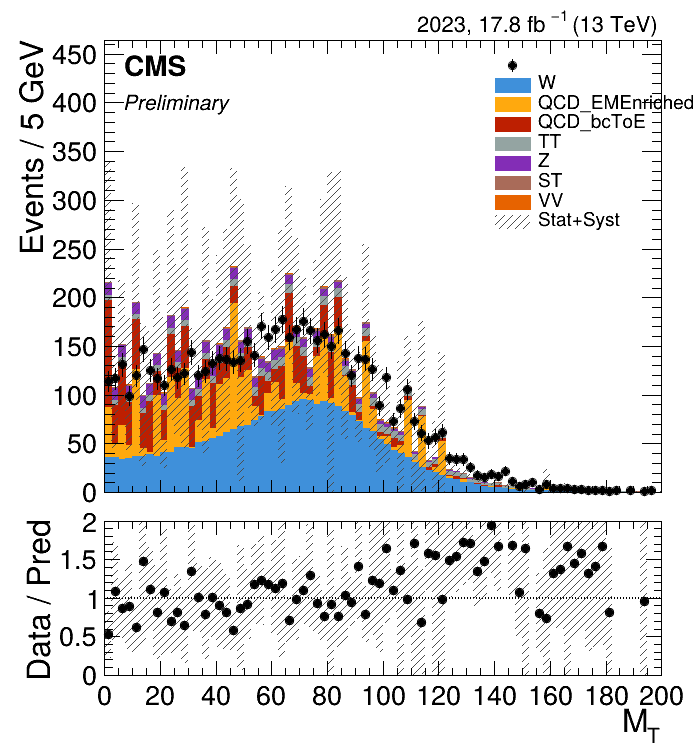 2023, 17.8 fb⁻¹ (13 TeV)
CMS
Preliminary
W
QCD_EMEnriched
QCD_bcToE
TT
Z
ST
VV
Stat+Syst
Events / 5 GeV
450
400
350
300
250
200
150
100
50
0
Data / Pred
2
1.5
1
0.5
0
0 20 40 60 80 100 120 140 160 180 200
M_T